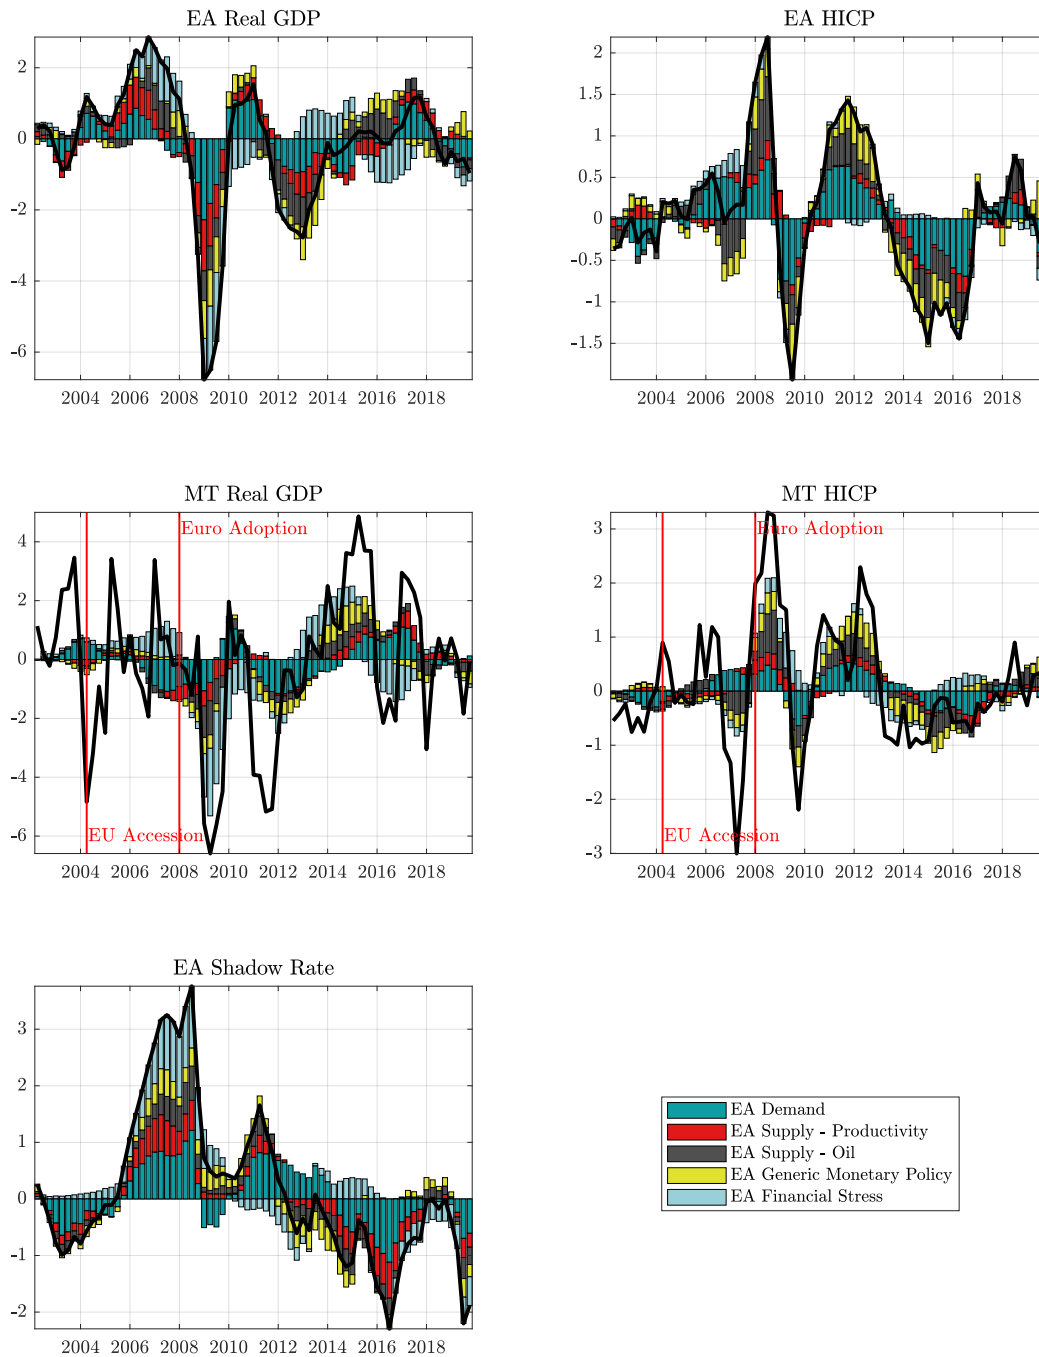 EA Real GDP
2
0
-2
-4
-6
2004 2006 2008 2010 2012 2014 2016 2018
EA HICP
2
1.5
1
0.5
0
-0.5
-1
-1.5
2004 2006 2008 2010 2012 2014 2016 2018
MT Real GDP
Euro Adoption
4
2
0
-2
-4
-6
EU Accession
2004 2006 2008 2010 2012 2014 2016 2018
MT HICP
3
Euro Adoption
2
1
0
-1
-2
EU Accession
-3
2004 2006 2008 2010 2012 2014 2016 2018
EA Shadow Rate
3
2
1
0
-1
-2
2004 2006 2008 2010 2012 2014 2016 2018
EA Demand
EA Supply - Productivity
EA Supply - Oil
EA Generic Monetary Policy
EA Financial Stress